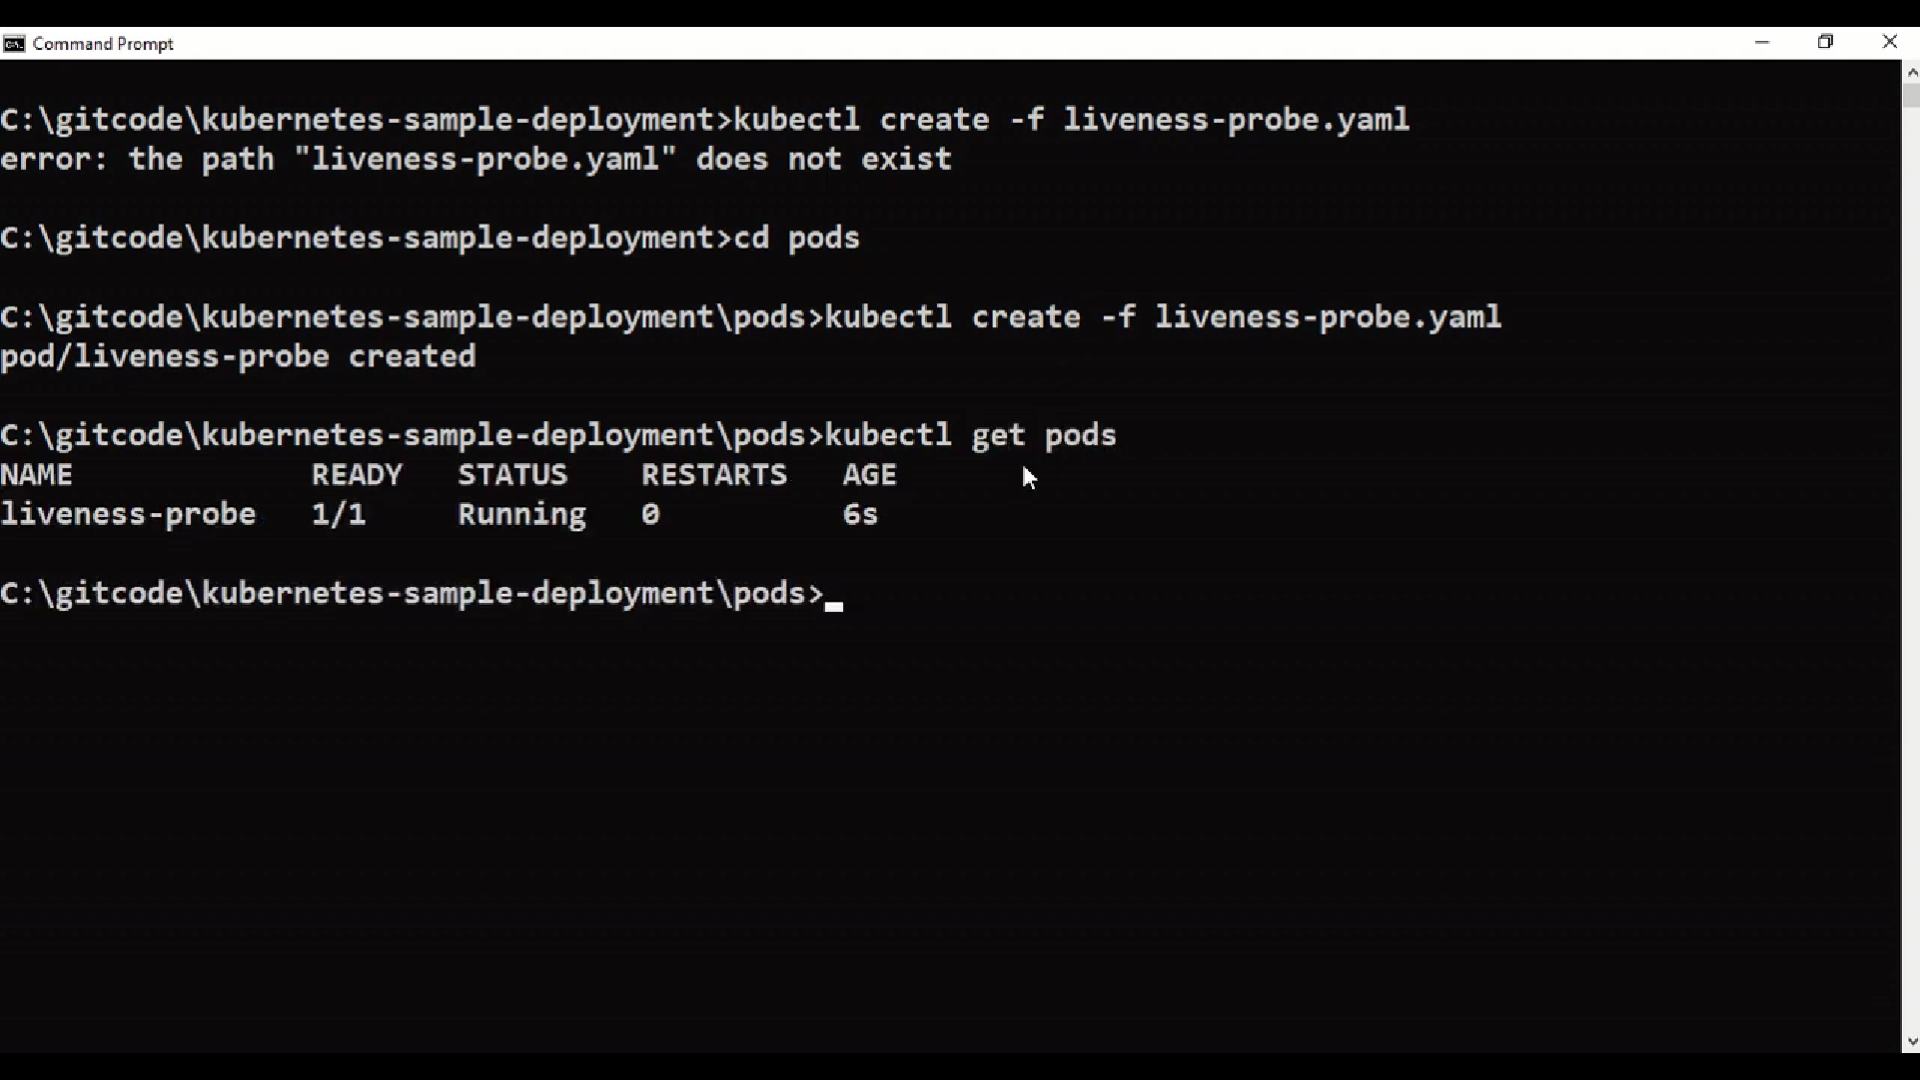 Command Prompt
C:\gitcode\kubernetes-sample-deployment>kubectl create -f liveness-probe.yaml
error: the path "liveness-probe.yaml" does not exist
C:\gitcode\kubernetes-sample-deployment>cd pods
C:\gitcode\kubernetes-sample-deployment\pods>kubectl create -f liveness-probe.yaml
pod/liveness-probe created
C:\gitcode\kubernetes-sample-deployment\pods>kubectl get pods
NAME             READY   STATUS    RESTARTS   AGE
liveness-probe   1/1     Running   0          6s
C:\gitcode\kubernetes-sample-deployment\pods>